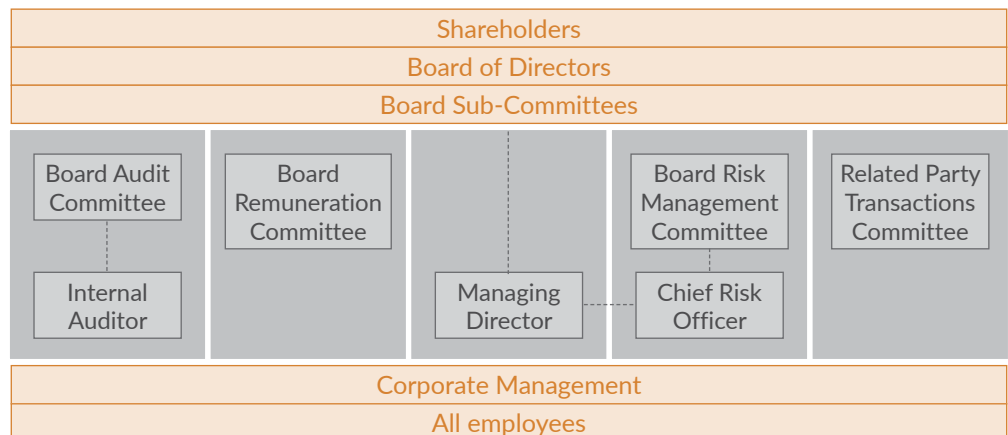 Shareholders
Board of Directors
Board Sub-Committees
Board Audit
Committee
Internal
Auditor
Board
Remuneration
Committee
Managing
Director
Board Risk
Management
Committee
Chief Risk
Officer
Related Party
Transactions
Committee
Corporate Management
All employees